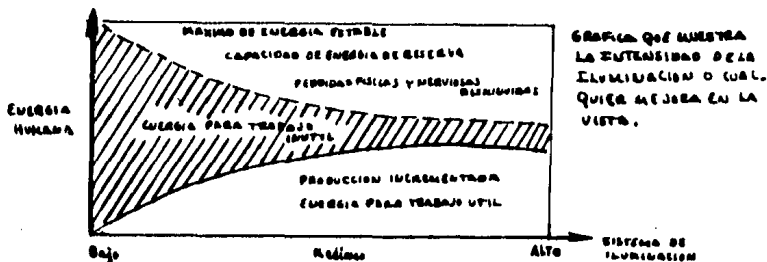 MAXIMO DE ENERGIA ESTABLE
CAPACIDAD DE ENERGIA DE RESERVA
PERDIDAS FISICAS Y NERVIOSAS
DISMINUIDAS
ENERGIA
HUMANA
ENERGIA PARA TRABAJO
INUTIL
PRODUCCION INCREMENTADA
ENERGIA PARA TRABAJO UTIL
Bajo
Mediano
ALTO
SISTEMA DE
ILUMINACION
GRAFICA QUE MUESTRA
LA INTENSIDAD DE LA
ILUMINACION O CUAL-
QUIER MEJORA EN LA
VISTA.